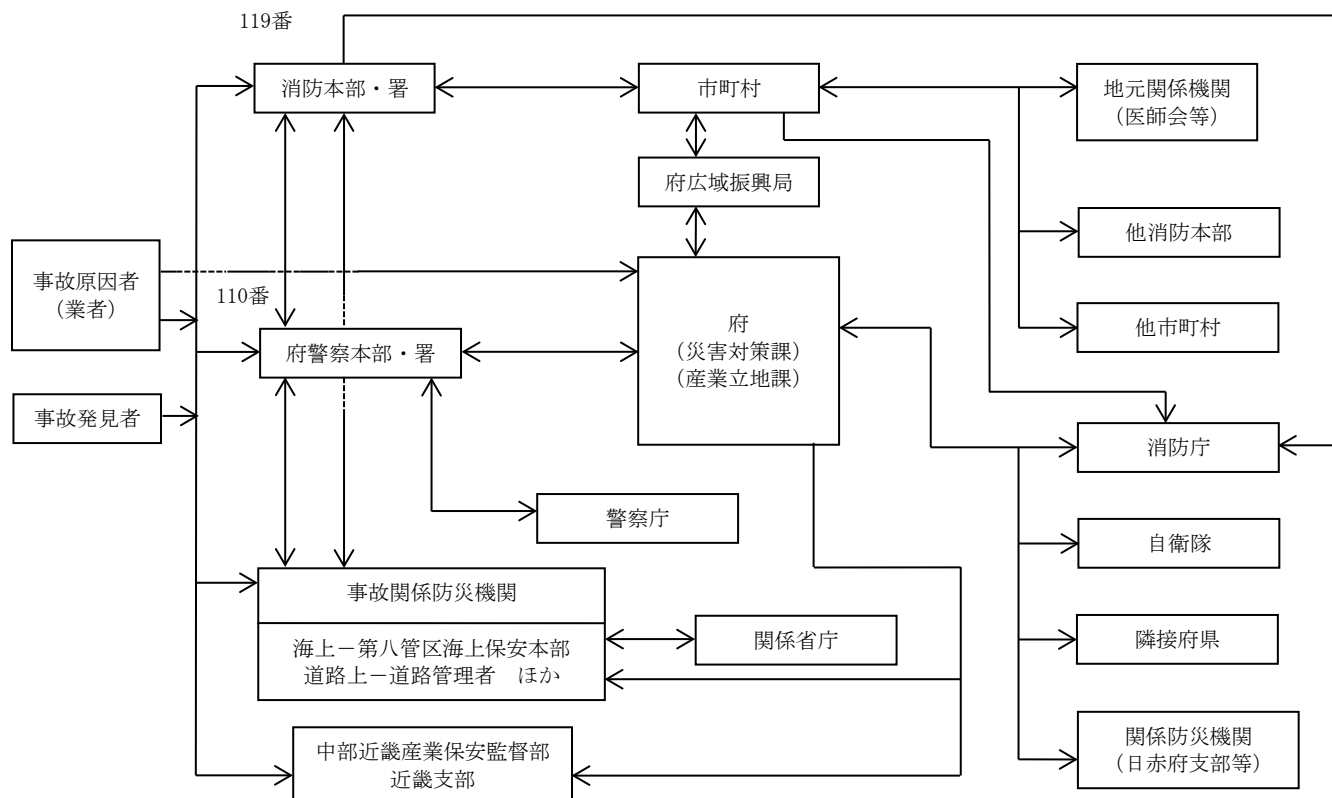 119番
消防本部・署
市町村
地元関係機関
（医師会等）
府広域振興局
他消防本部
事故原因者
（業者）
110番
他市町村
府警察本部・署
府
（災害対策課）
（産業立地課）
事故発見者
消防庁
警察庁
自衛隊
事故関係防災機関
海上－第八管区海上保安本部
道路上－道路管理者　ほか
関係省庁
隣接府県
中部近畿産業保安監督部
近畿支部
関係防災機関
（日赤府支部等）